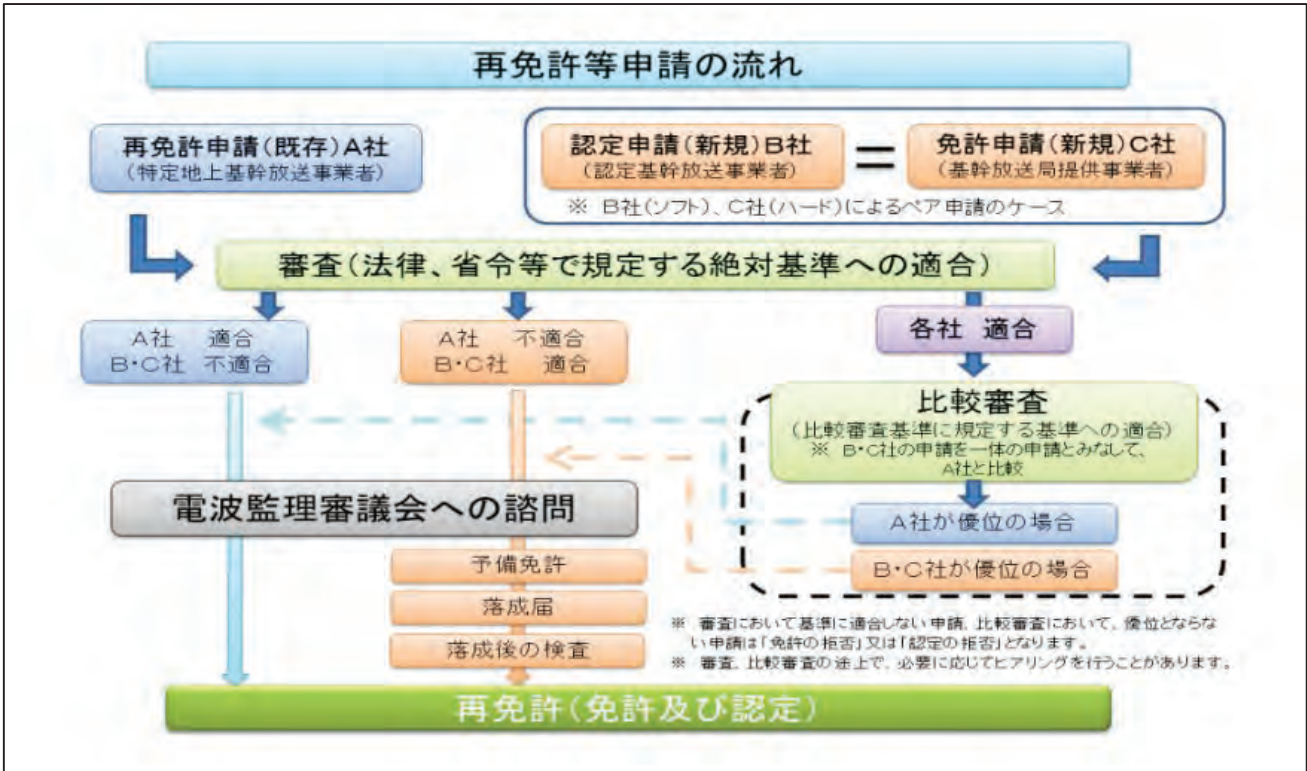 再免許等申請の流れ
再免許申請(既存)A社
(特定地上基幹放送事業者)
認定申請(新規)B社
(認定基幹放送事業者)
=
免許申請(新規)C社
(基幹放送局提供事業者)
※ B社(ソフト)、C社(ハード)によるペア申請のケース
審査(法律、省令等で規定する絶対基準への適合)
A社 適合
B・C社 不適合
A社 不適合
B・C社 適合
各社 適合
比較審査
(比較審査基準に規定する基準への適合)
※ B・C社の申請を一体の申請とみなして、
A社と比較
電波監理審議会への諮問
A社が優位の場合
B・C社が優位の場合
予備免許
落成届
落成後の検査
※ 審査において基準に適合しない申請、比較審査において、優位とならな
い申請は「免許の拒否」又は「認定の拒否」となります。
※ 審査、比較審査の途上で、必要に応じてヒアリングを行うことがあります。
再免許(免許及び認定)